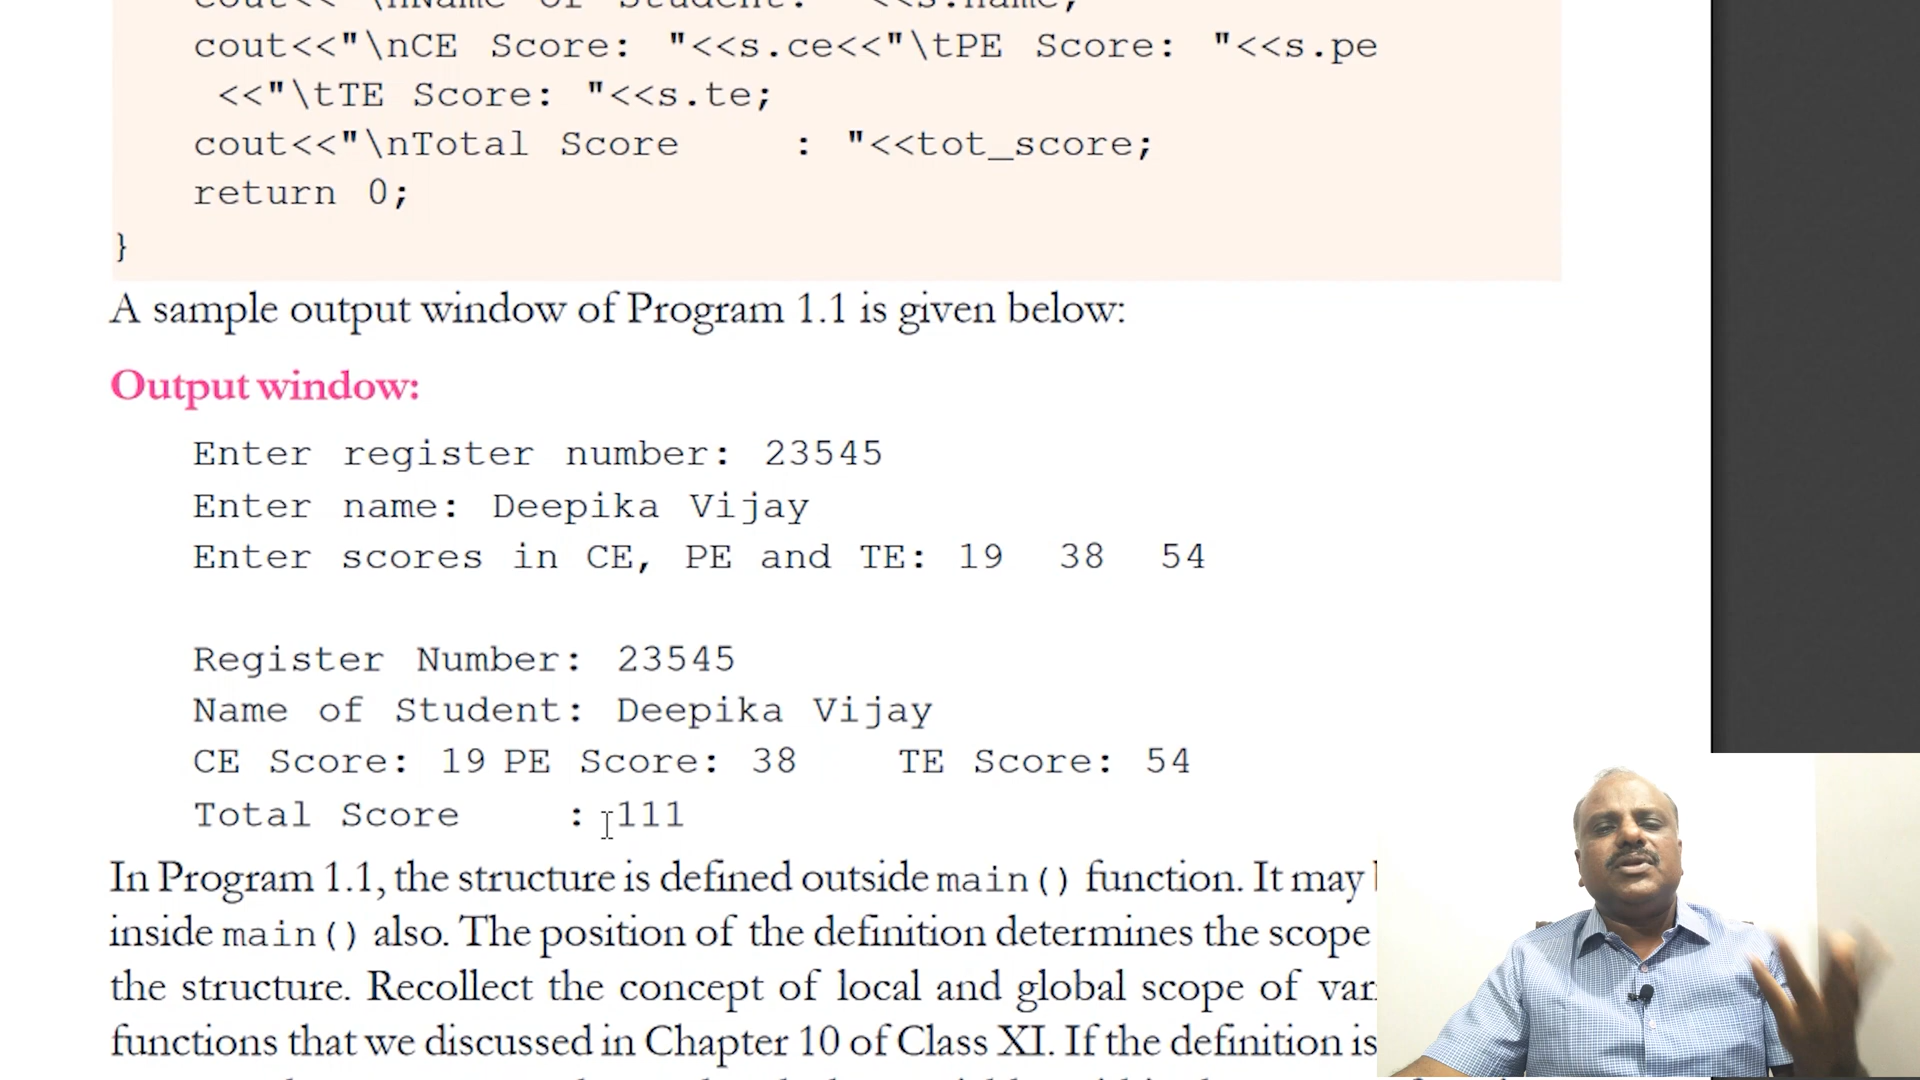 cout<<"\nName of Student: "<<s.name;
cout<<"\nCE Score: "<<s.ce<<"\tPE Score: "<<s.pe
<<"\tTE Score: "<<s.te;
cout<<"\nTotal Score : "<<tot_score;
return 0;
}
A sample output window of Program 1.1 is given below:
Output window:
Enter register number: 23545
Enter name: Deepika Vijay
Enter scores in CE, PE and TE: 19 38 54
Register Number: 23545
Name of Student: Deepika Vijay
CE Score: 19 PE Score: 38 TE Score: 54
Total Score : 111
In Program 1.1, the structure is defined outside main() function. It may
inside main() also. The position of the definition determines the scope
the structure. Recollect the concept of local and global scope of
functions that we discussed in Chapter 10 of Class XI. If the definition is